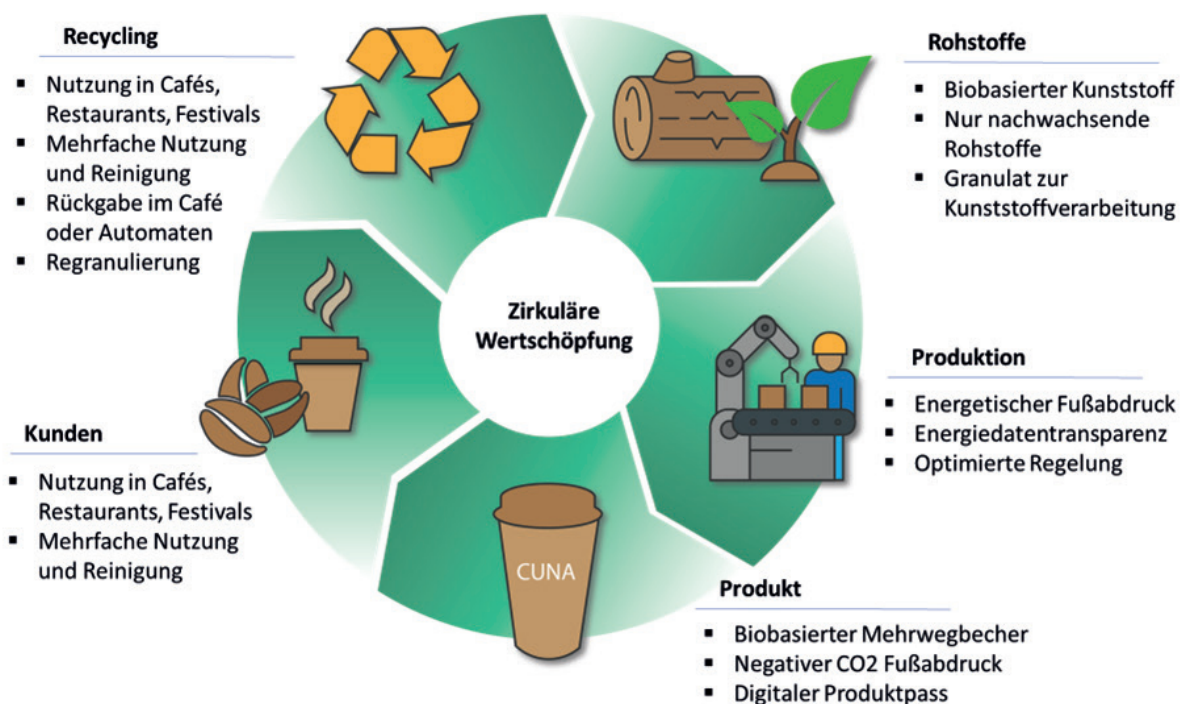 Recycling
▪ Nutzung in Cafés,
Restaurants, Festivals
▪ Mehrfache Nutzung
und Reinigung
▪ Rückgabe im Café
oder Automaten
▪ Regranulierung
Rohstoffe
▪ Biobasierter Kunststoff
▪ Nur nachwachsende
Rohstoffe
▪ Granulat zur
Kunststoffverarbeitung
Zirkuläre
Wertschöpfung
Produktion
▪ Energetischer Fußabdruck
▪ Energiedatentransparenz
▪ Optimierte Regelung
Kunden
▪ Nutzung in Cafés,
Restaurants, Festivals
▪ Mehrfache Nutzung
und Reinigung
CUNA
Produkt
▪ Biobasierter Mehrwegbecher
▪ Negativer CO2 Fußabdruck
▪ Digitaler Produktpass